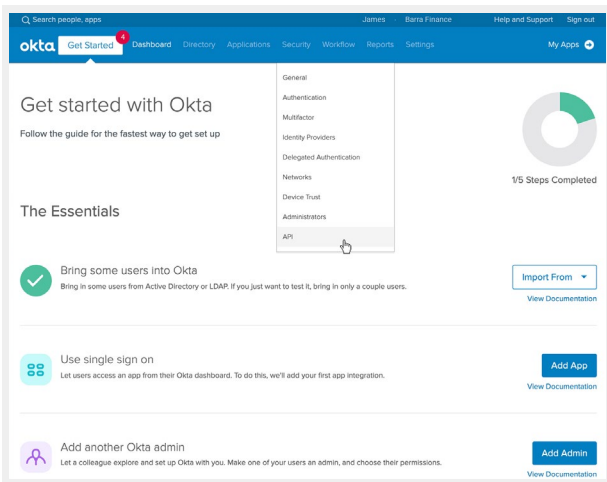 Search people, apps
James · Barra Finance
Help and Support Sign out
okta Get Started 4 Dashboard Directory Applications Security Workflow Reports Settings My Apps
General
Authentication
Multifactor
Identity Providers
Delegated Authentication
Networks
Device Trust
Administrators
API
Get started with Okta
Follow the guide for the fastest way to get set up
1/5 Steps Completed
The Essentials
Bring some users into Okta
Bring in some users from Active Directory or LDAP. If you just want to test it, bring in only a couple users.
Import From
View Documentation
Use single sign on
Let users access an app from their Okta dashboard. To do this, we'll add your first app integration.
Add App
View Documentation
Add another Okta admin
Let a colleague explore and set up Okta with you. Make one of your users an admin, and choose their permissions.
Add Admin
View Documentation